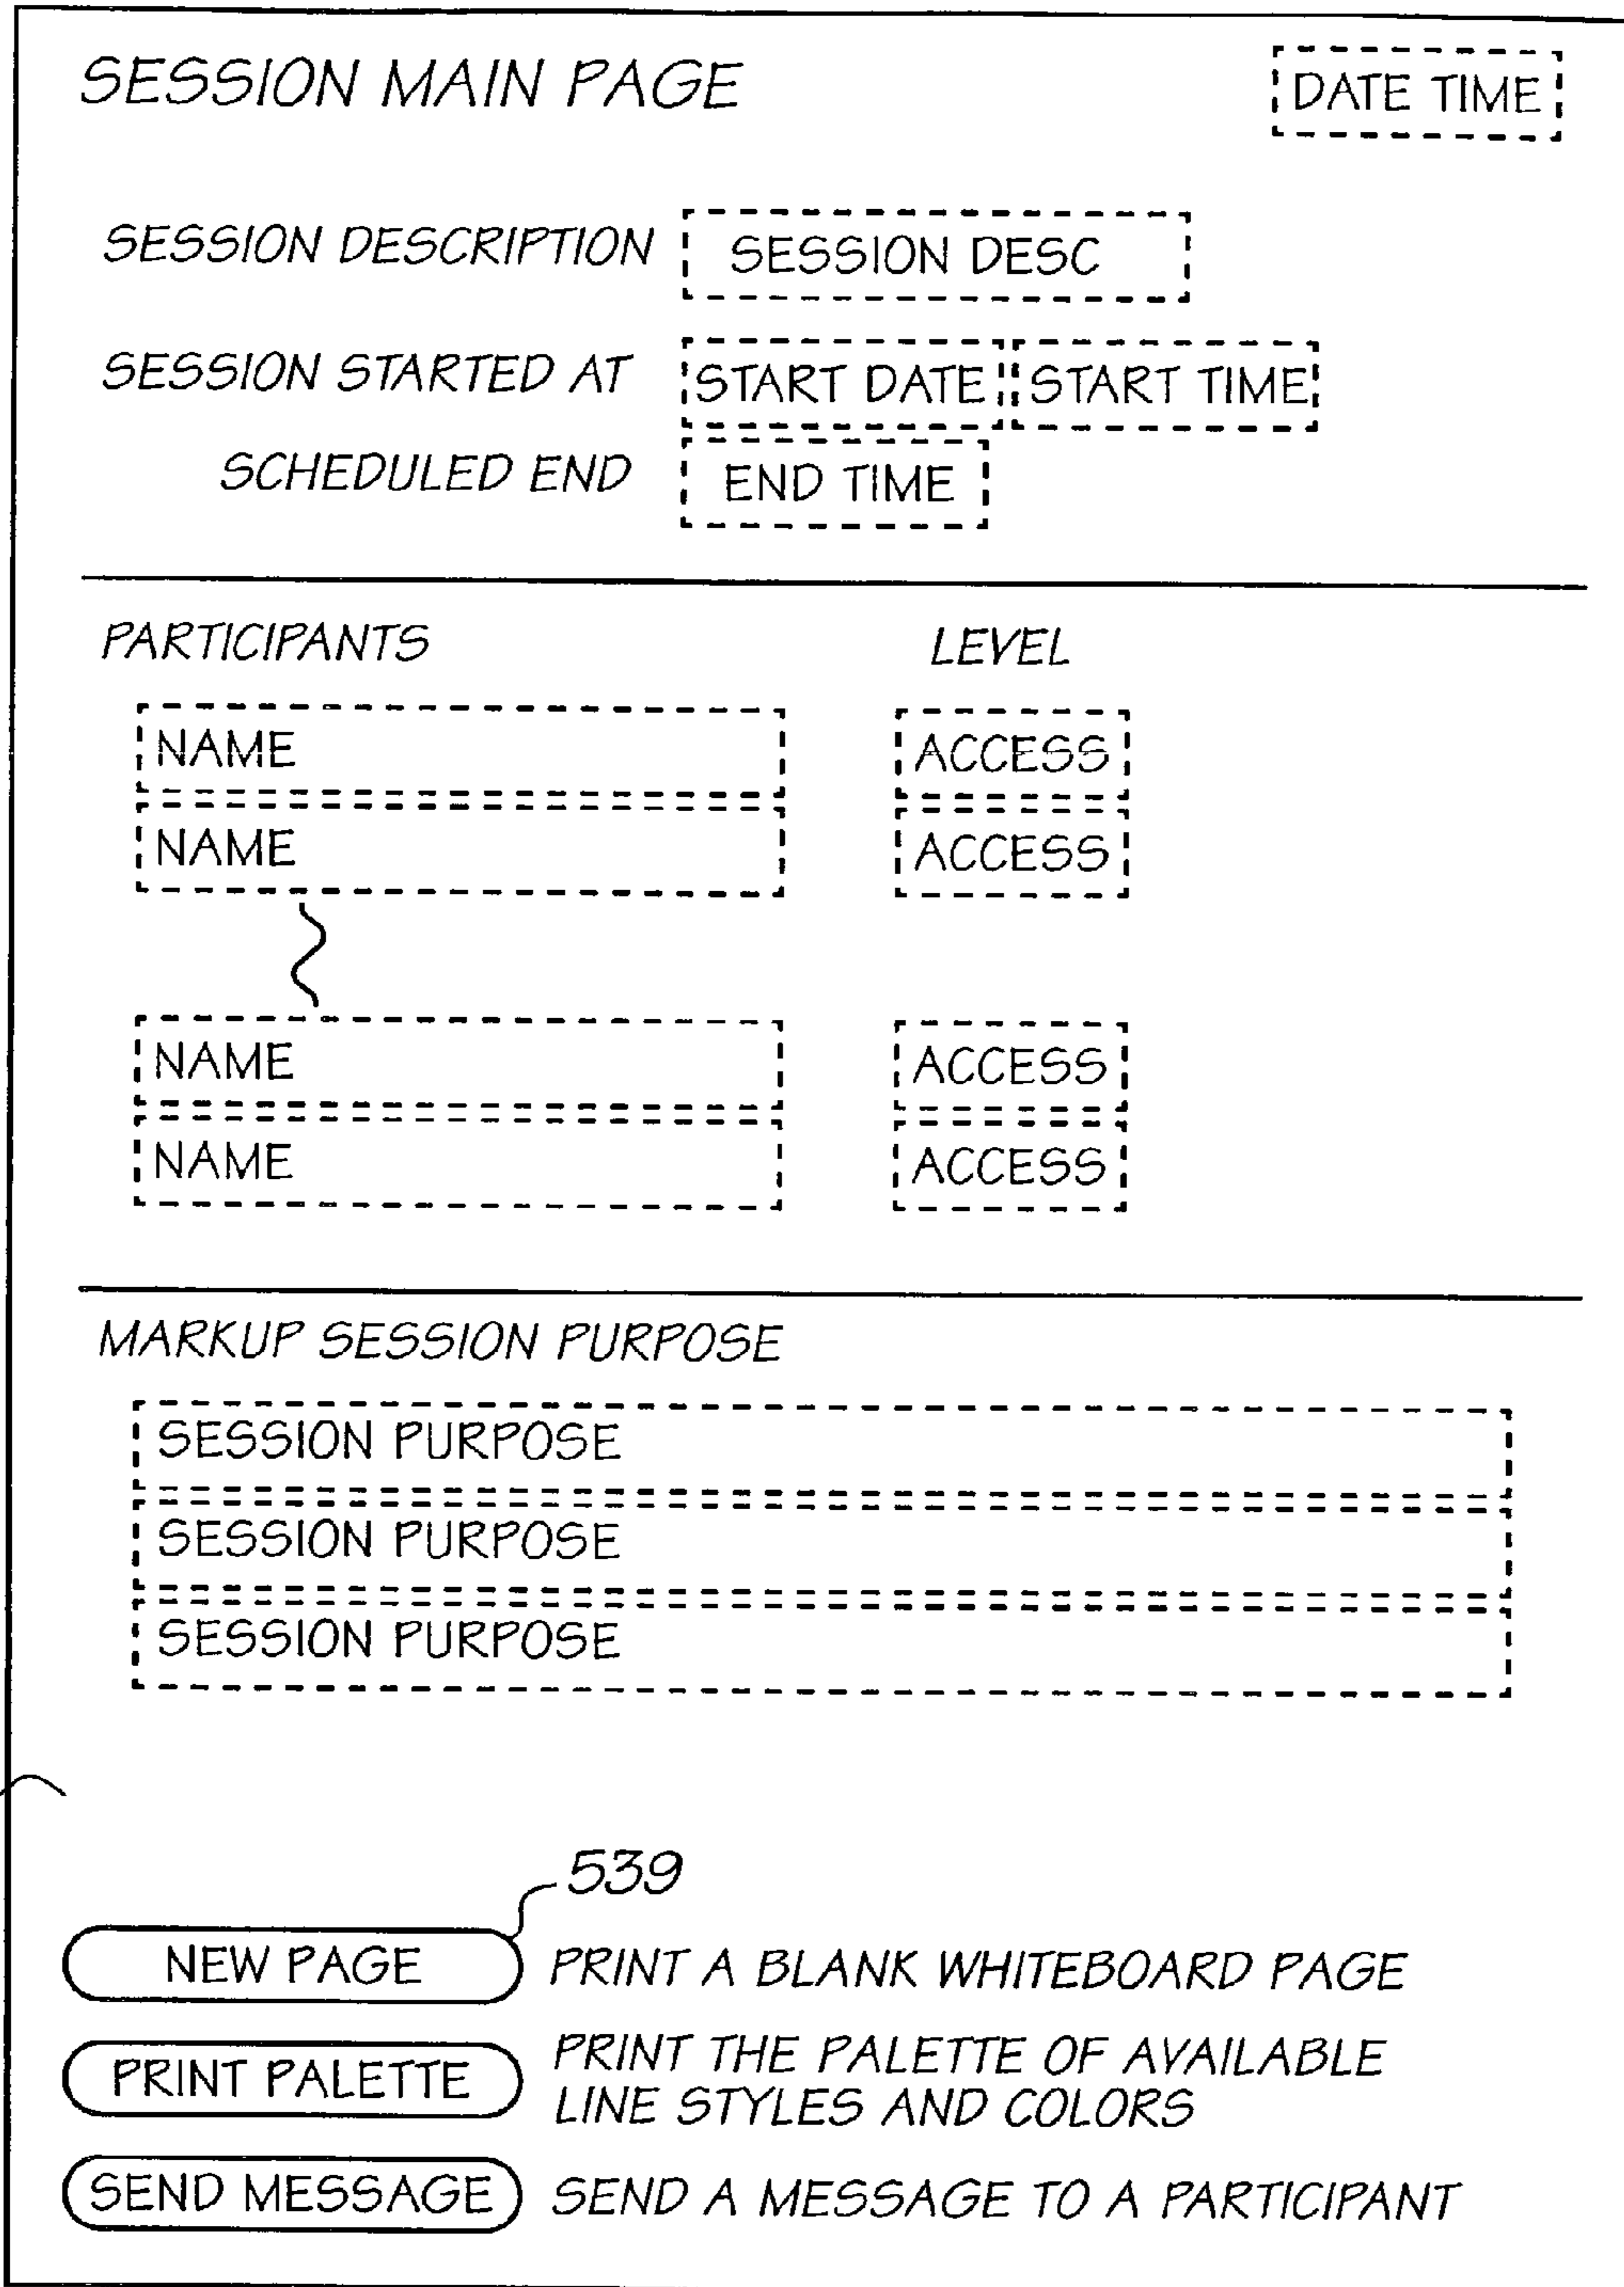 SESSION MAIN PAGE DATE TIME
SESSION DESCRIPTION SESSION DESC
SESSION STARTED AT START DATE START TIME
SCHEDULED END END TIME
PARTICIPANTS LEVEL
NAME ACCESS
NAME ACCESS
NAME ACCESS
NAME ACCESS
MARKUP SESSION PURPOSE
SESSION PURPOSE
SESSION PURPOSE
SESSION PURPOSE
539
NEW PAGE PRINT A BLANK WHITEBOARD PAGE
PRINT PALETTE PRINT THE PALETTE OF AVAILABLE
LINE STYLES AND COLORS
SEND MESSAGE SEND A MESSAGE TO A PARTICIPANT